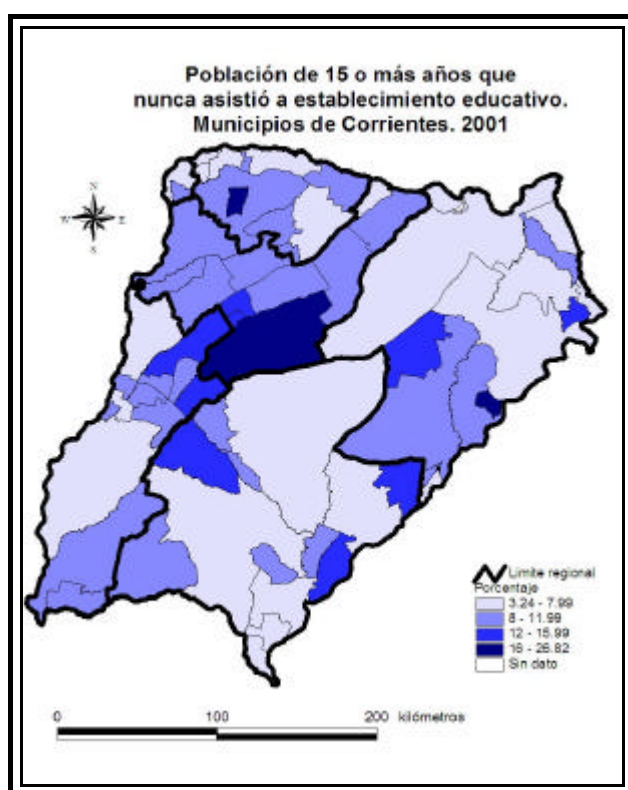 Población de 15 o más años que
nunca asistió a establecimiento educativo.
Municipios de Corrientes. 2001
N
W E
S
Limite regional
Porcentaje
3.24 - 7.99
8 - 11.99
12 - 15.99
16 - 26.82
Sin dato
0 100 200 kilómetros